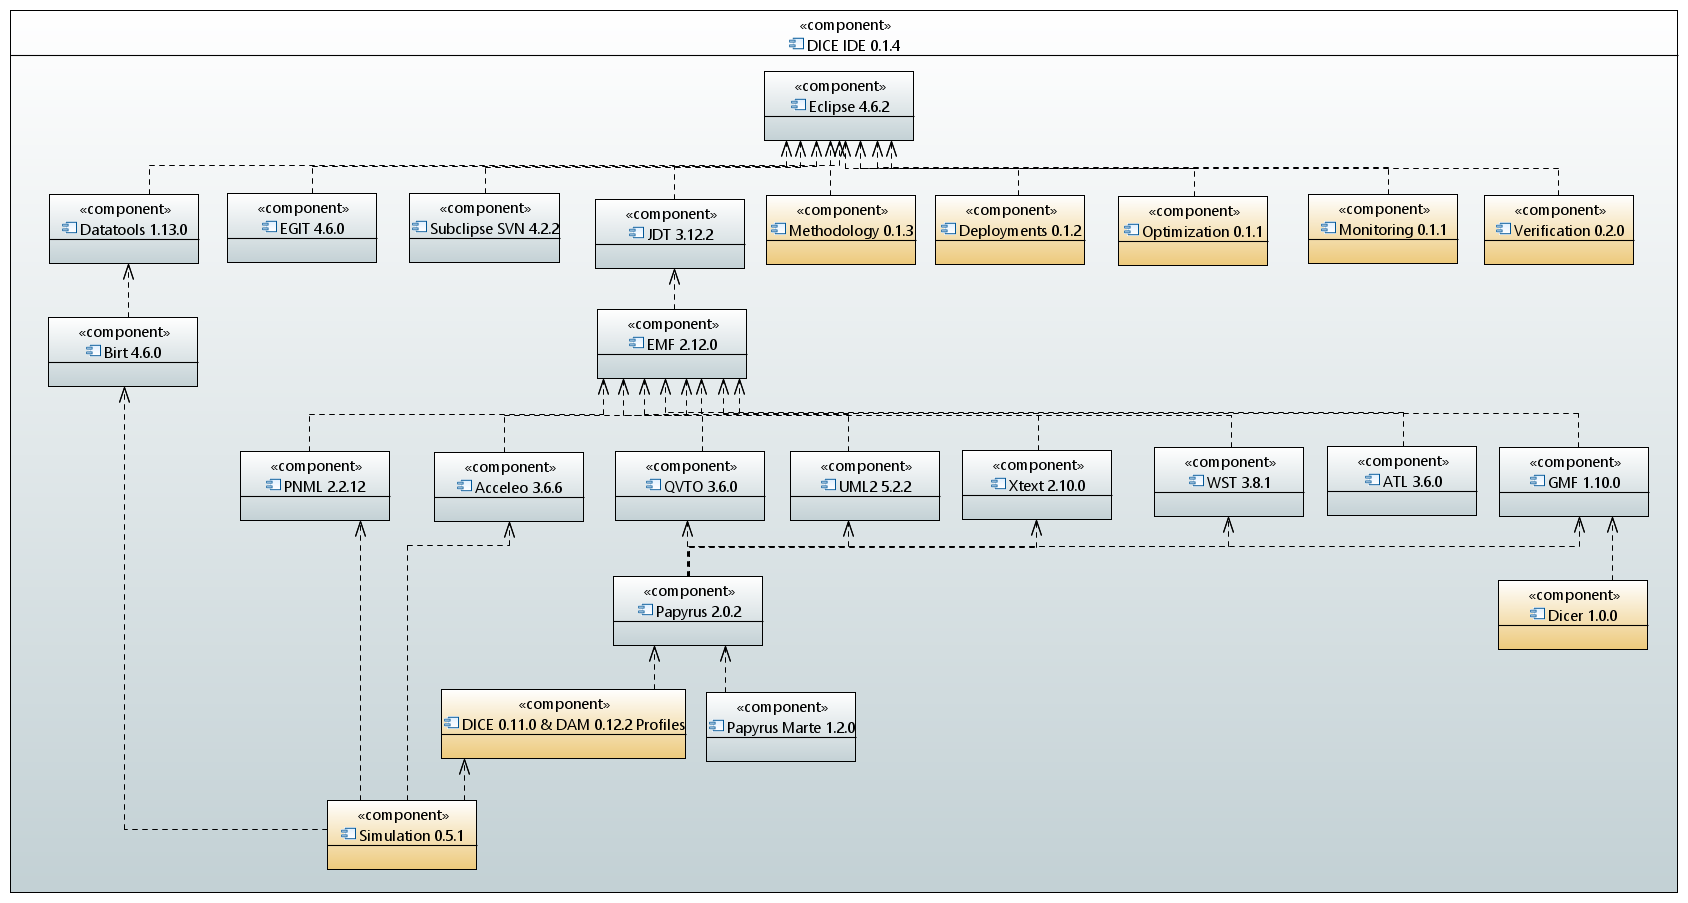 «component»
DICE IDE 0.1.4
«component»
Eclipse 4.6.2
«component»
Datatools 1.13.0
«component»
EGIT 4.6.0
«component»
Subclipse SVN 4.2.2
«component»
JDT 3.12.2
«component»
Methodology 0.1.3
«component»
Deployments 0.1.2
«component»
Optimization 0.1.1
«component»
Monitoring 0.1.1
«component»
Verification 0.2.0
«component»
Birt 4.6.0
«component»
EMF 2.12.0
«component»
PNML 2.2.12
«component»
Acceleo 3.6.6
«component»
QVTO 3.6.0
«component»
UML2 5.2.2
«component»
Xtext 2.10.0
«component»
WST 3.8.1
«component»
ATL 3.6.0
«component»
GMF 1.10.0
«component»
Papyrus 2.0.2
«component»
Dicer 1.0.0
«component»
DICE 0.11.0 & DAM 0.12.2 Profiles
«component»
Papyrus Marte 1.2.0
«component»
Simulation 0.5.1